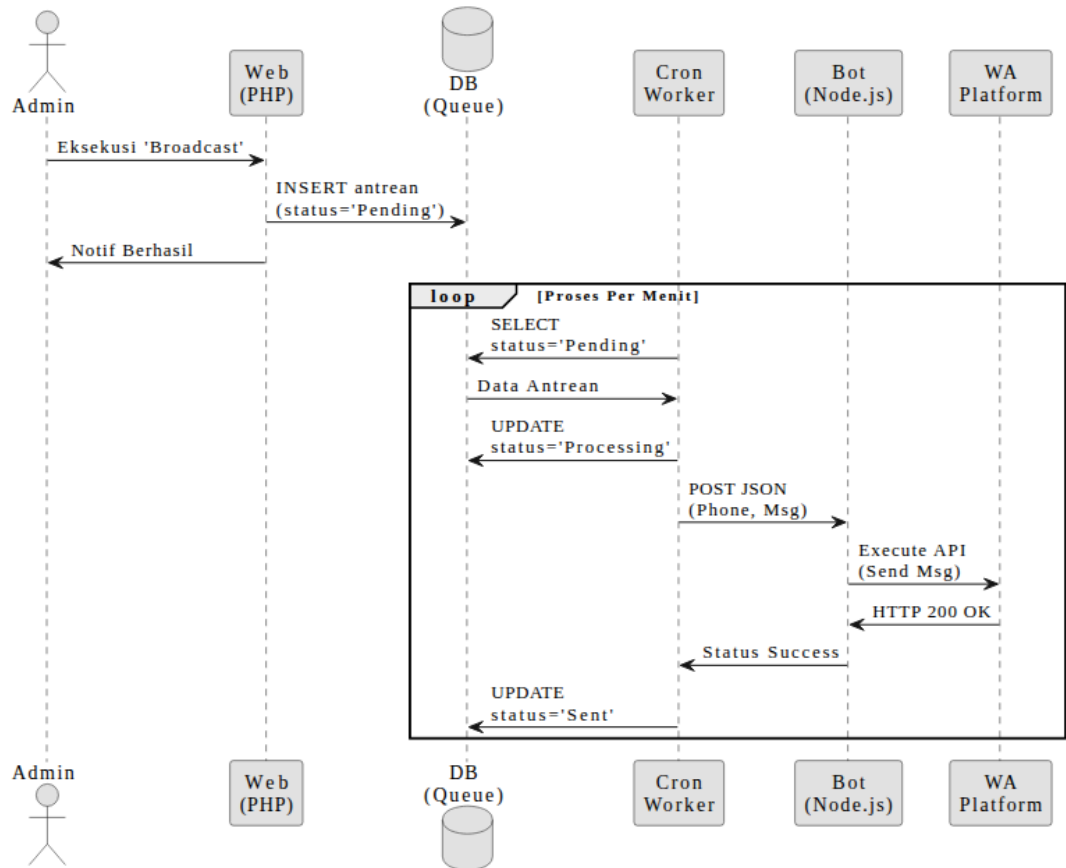 Admin
Web
(PHP)
DB
(Queue)
Cron
Worker
Bot
(Node.js)
WA
Platform
Eksekusi 'Broadcast'
INSERT antrean
(status='Pending')
Notif Berhasil
loop
[Proses Per Menit]
SELECT
status='Pending'
Data Antrean
UPDATE
status='Processing'
POST JSON
(Phone, Msg)
Execute API
(Send Msg)
HTTP 200 OK
Status Success
UPDATE
status='Sent'
Admin
Web
(PHP)
DB
(Queue)
Cron
Worker
Bot
(Node.js)
WA
Platform